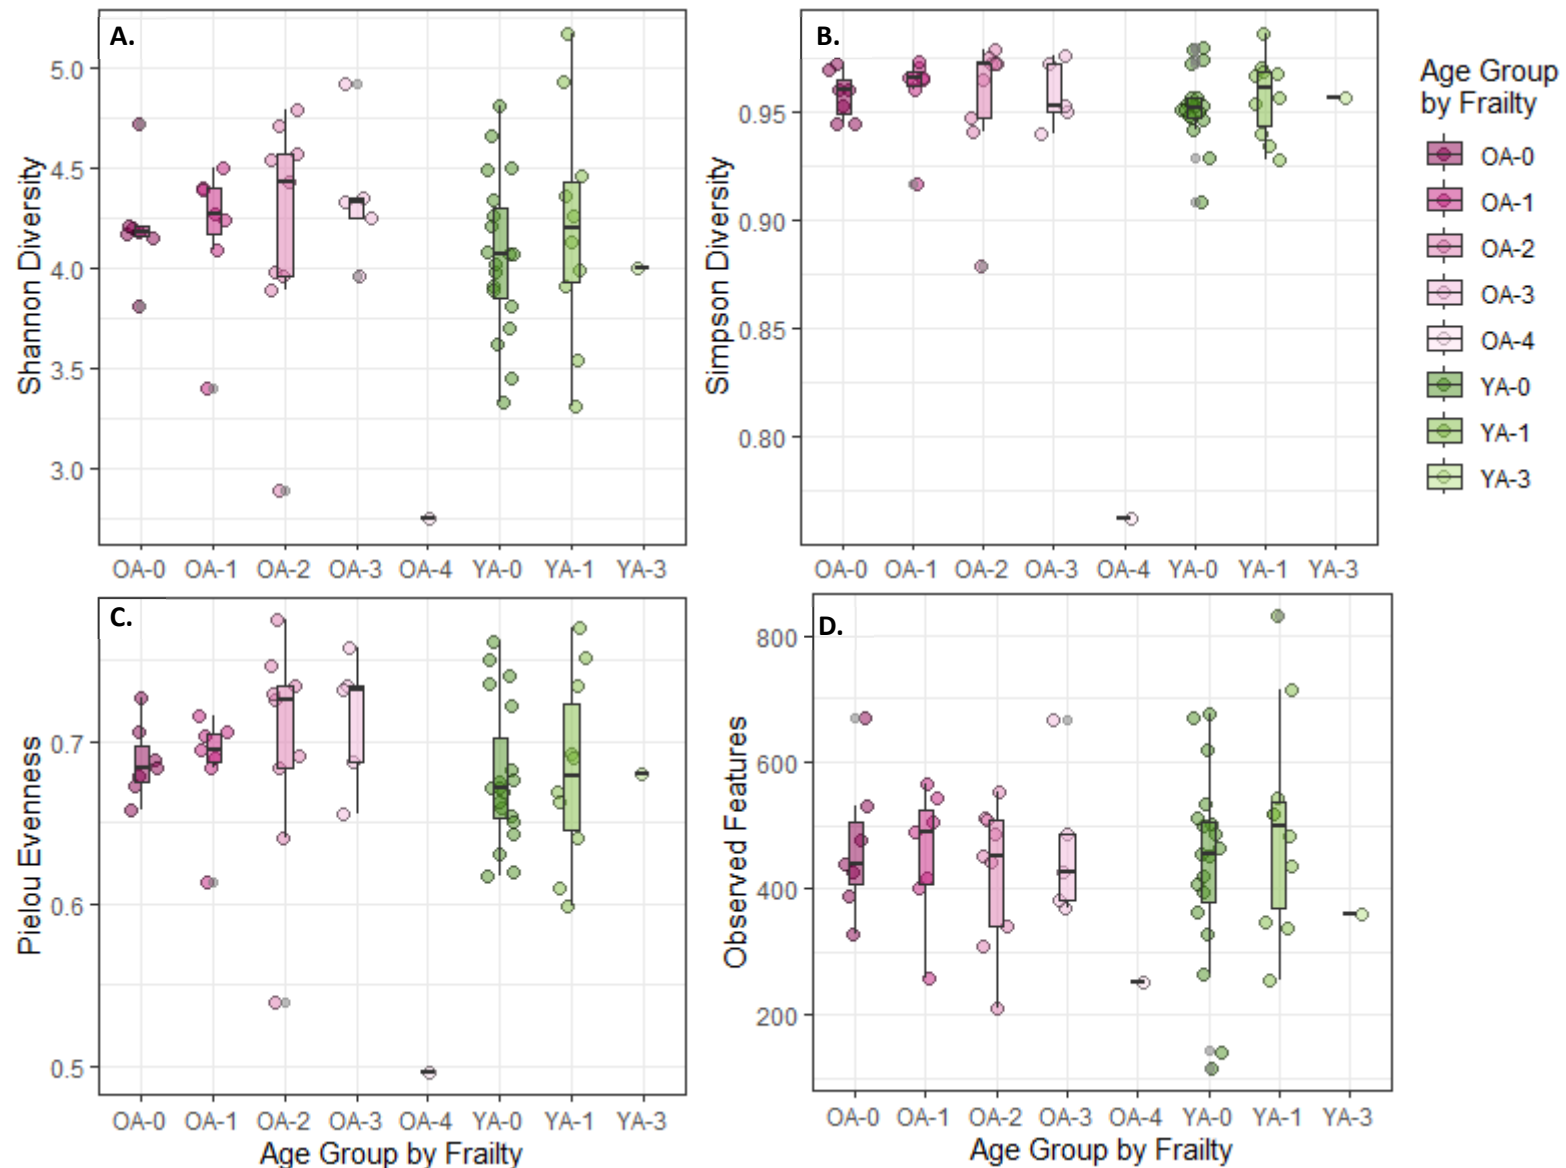 A.
Shannon Diversity
5.0
4.5
4.0
3.5
3.0
OA-0 OA-1 OA-2 OA-3 OA-4 YA-0 YA-1 YA-3
B.
Simpson Diversity
0.95
0.90
0.85
0.80
OA-0 OA-1 OA-2 OA-3 OA-4 YA-0 YA-1 YA-3
Age Group
by Frailty
OA-0
OA-1
OA-2
OA-3
OA-4
YA-0
YA-1
YA-3
C.
Pielou Evenness
0.7
0.6
0.5
OA-0 OA-1 OA-2 OA-3 OA-4 YA-0 YA-1 YA-3
Age Group by Frailty
D.
Observed Features
800
600
400
200
OA-0 OA-1 OA-2 OA-3 OA-4 YA-0 YA-1 YA-3
Age Group by Frailty